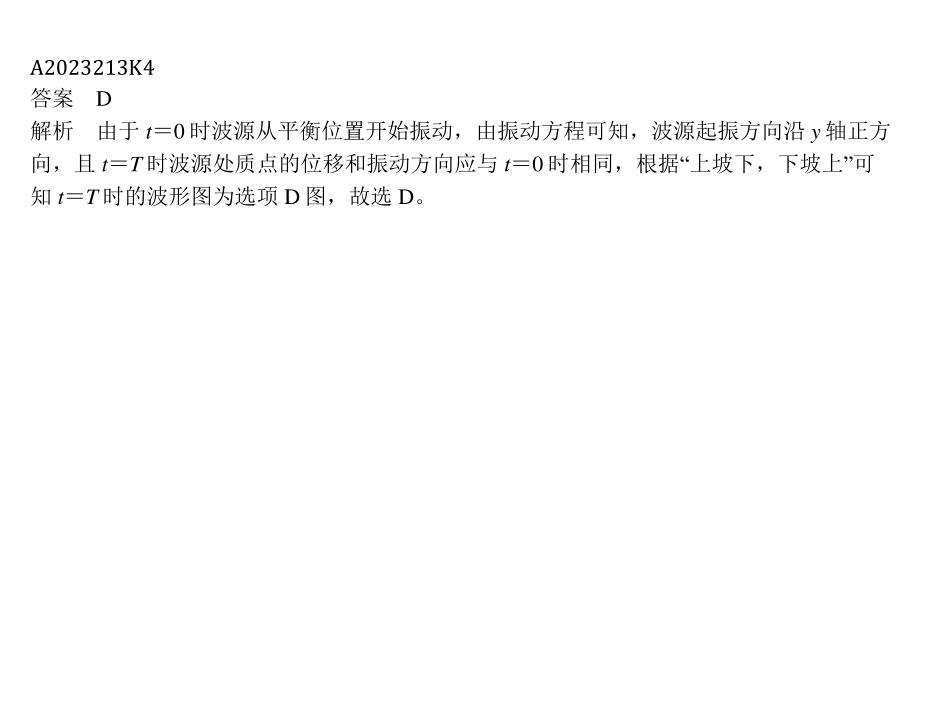 A2023213K4
答案　D
解析　由于 t＝0 时波源从平衡位置开始振动，由振动方程可知，波源起振方向沿 y 轴正方
向，且 t＝T 时波源处质点的位移和振动方向应与 t＝0 时相同，根据“上坡下，下坡上”可
知 t＝T 时的波形图为选项 D 图，故选 D。